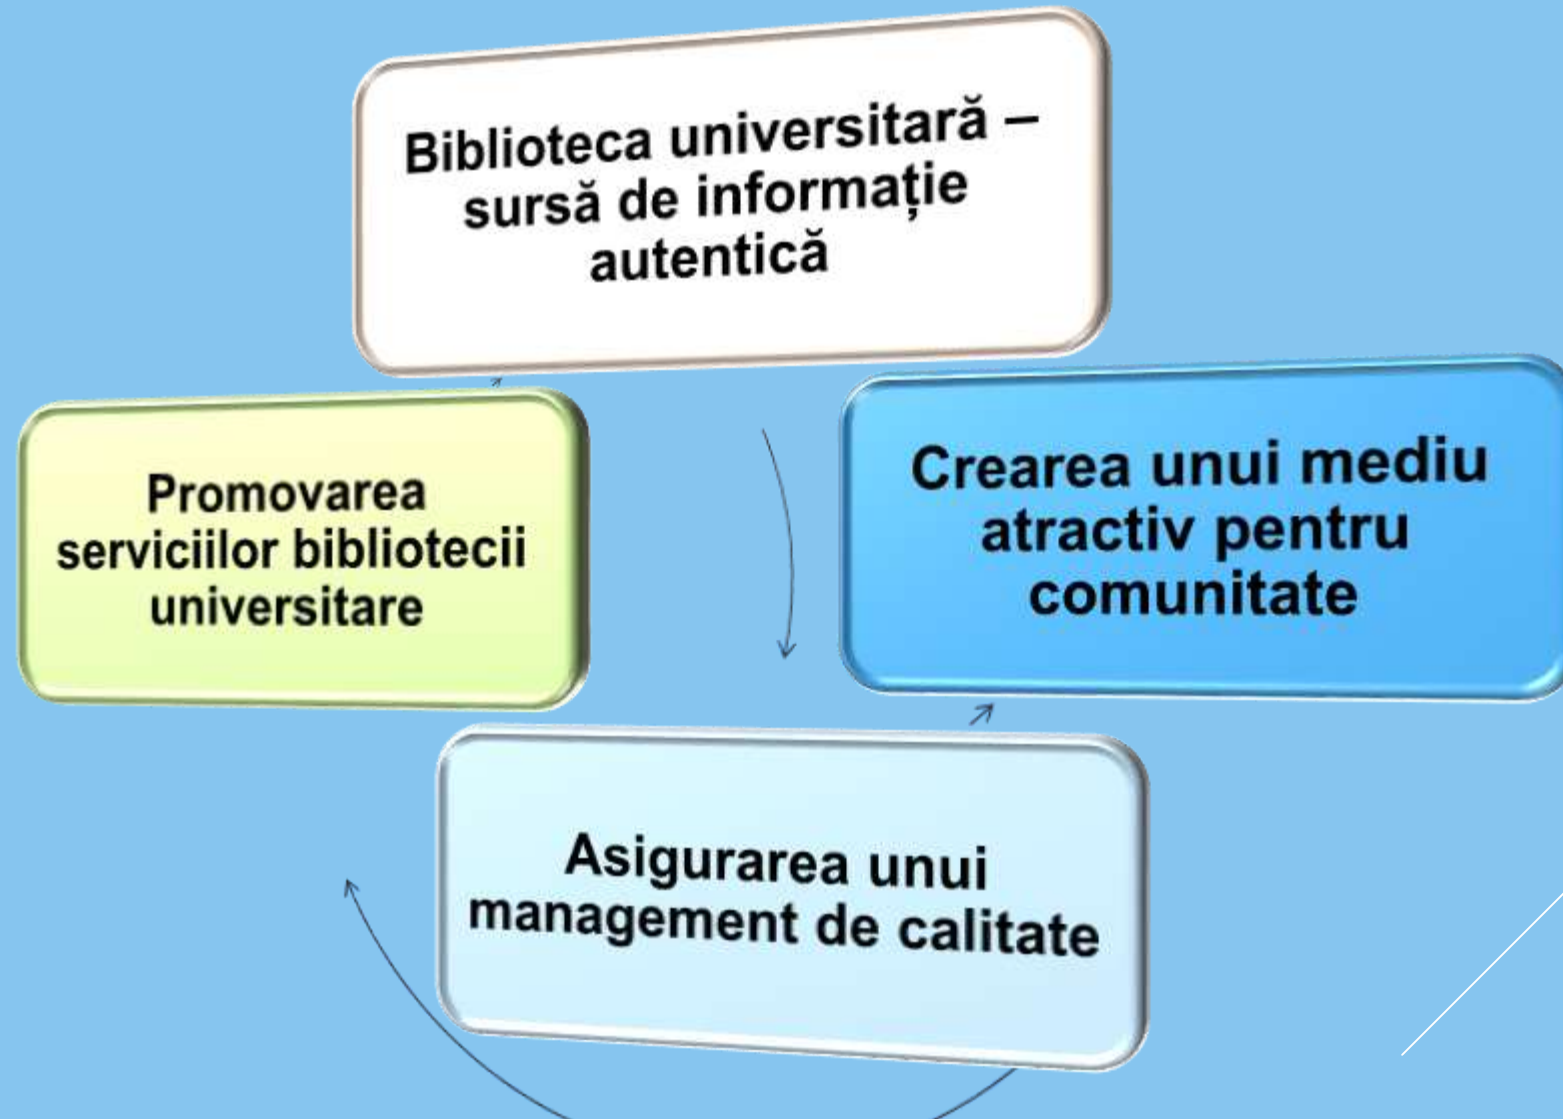 Biblioteca universitară –
sursă de informație
autentică
Promovarea
serviciilor bibliotecii
universitare
Crearea unui mediu
atractiv pentru
comunitate
Asigurarea unui
management de calitate